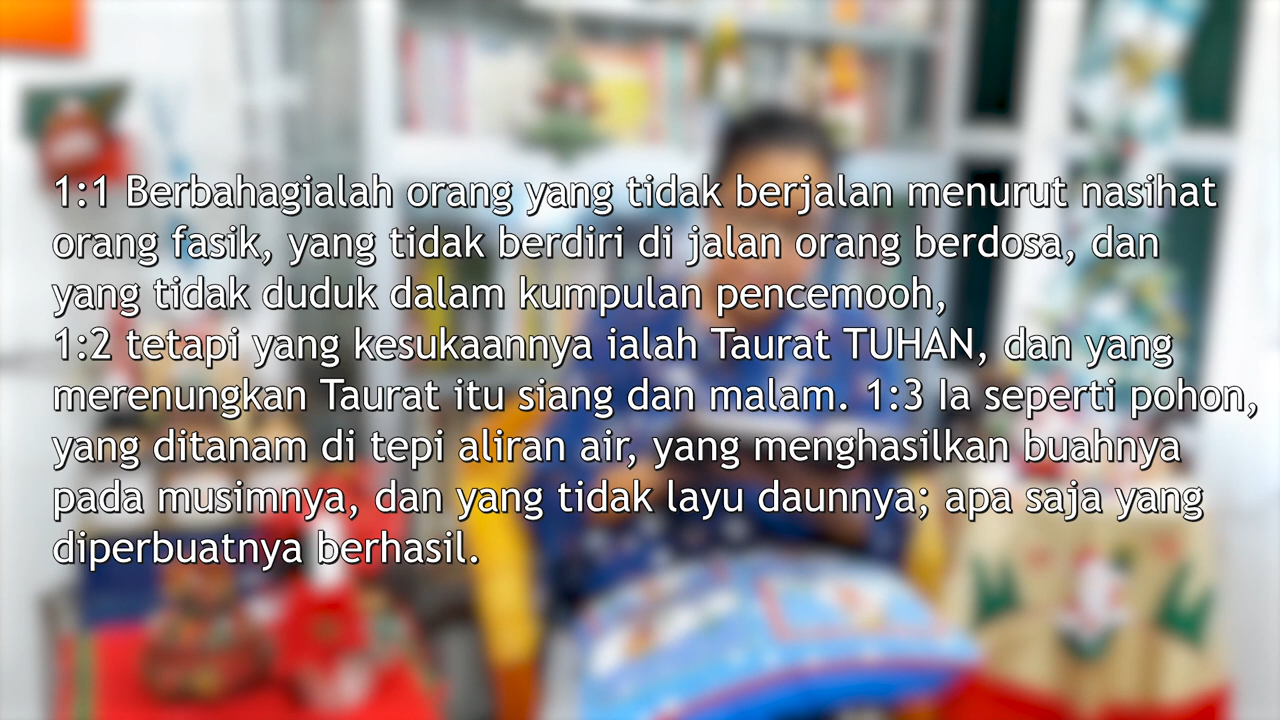 1:1 Berbahagialah orang yang tidak berjalan menurut nasihat
orang fasik, yang tidak berdiri di jalan orang berdosa, dan
yang tidak duduk dalam kumpulan pencemooh,
1:2 tetapi yang kesukaannya ialah Taurat TUHAN, dan yang
merenungkan Taurat itu siang dan malam. 1:3 Ia seperti pohon,
yang ditanam di tepi aliran air, yang menghasilkan buahnya
pada musimnya, dan yang tidak layu daunnya; apa saja yang
diperbuatnya berhasil.